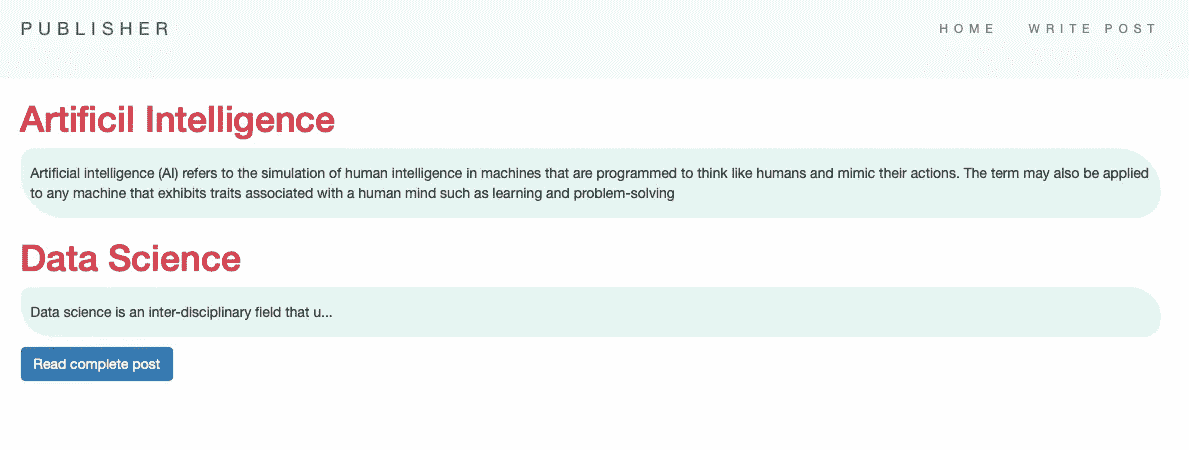 PUBLISHER
HOME
WRITE POST
Artificil Intelligence
Artificial intelligence (AI) refers to the simulation of human intelligence in machines that are programmed to think like humans and mimic their actions. The term may also be applied
to any machine that exhibits traits associated with a human mind such as learning and problem-solving
Data Science
Data science is an inter-disciplinary field that u...
Read complete post